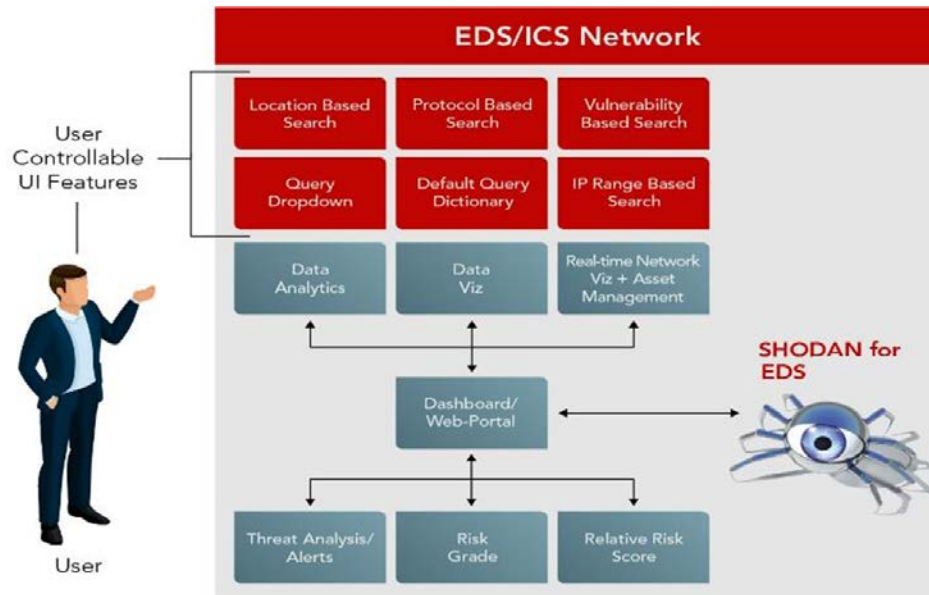 EDS/ICS Network
Location Based
Search
Protocol Based
Search
Vulnerability
Based Search
User
Controllable
UI Features
Query
Dropdown
Default Query
Dictionary
IP Range Based
Search
Data
Analytics
Data
Viz
Real-time Network
Viz + Asset
Management
SHODAN for
EDS
Dashboard/
Web-Portal
Threat Analysis/
Alerts
Risk
Grade
Relative Risk
Score
User